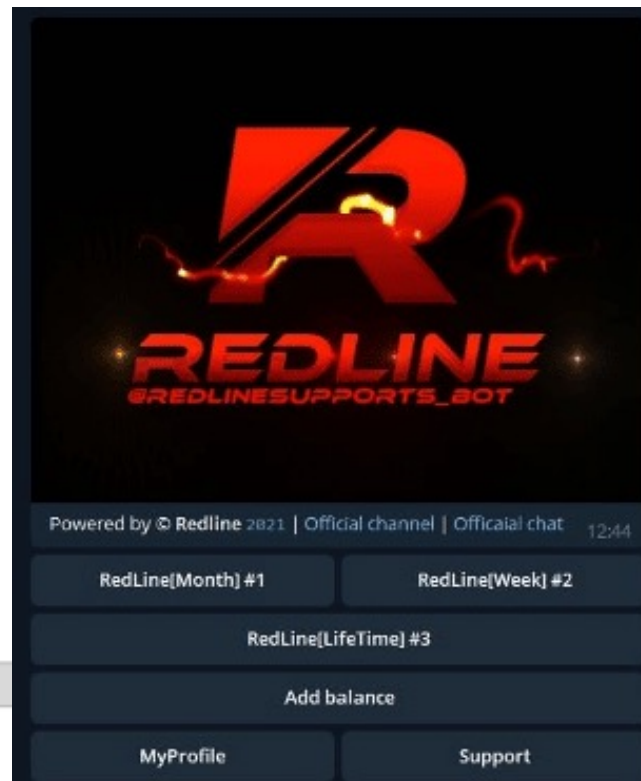 REDLINE
@REDLINESUPPORTS_BOT
Powered by © Redline 2021 | Official channel | Officaial chat 12:44
RedLine[Month] #1 RedLine[Week] #2
RedLine[LifeTime] #3
Add balance
MyProfile Support